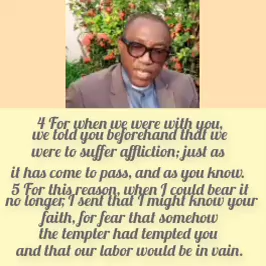 4 For when we were with you,
we told you beforehand that we
were to suffer affliction; just as
it has come to pass, and as you know.
5 For this reason, when I could bear it
no longer, I sent that I might know your
faith, for fear that somehow
the tempter had tempted you
and that our labor would be in vain.